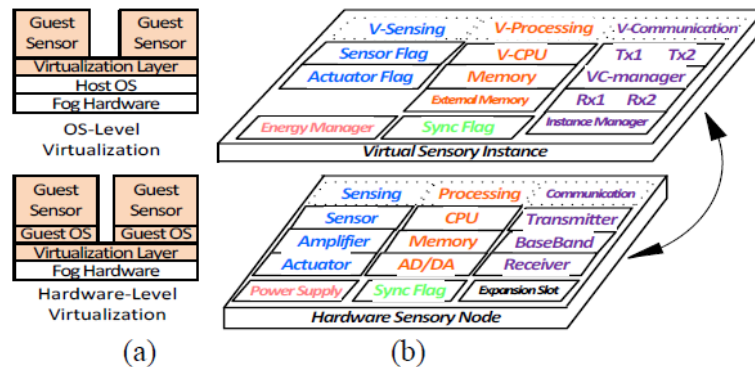 Guest Sensor
Guest Sensor
Virtualization Layer
Host OS
Fog Hardware
OS-Level
Virtualization
Guest Sensor
Guest Sensor
Guest OS
Guest OS
Virtualization Layer
Fog Hardware
Hardware-Level
Virtualization
(a)
V-Sensing V-Processing V-Communication
Sensor Flag V-CPU Tx1 Tx2
Actuator Flag Memory VC-manager
External Memory Rx1 Rx2
Energy Manager Sync Flag Instance Manager
Virtual Sensory Instance
Sensing Processing Communication
Sensor CPU Transmitter
Amplifier Memory BaseBand
Actuator AD/DA Receiver
Power Supply Sync Flag Expansion Slot
Hardware Sensory Node
(b)